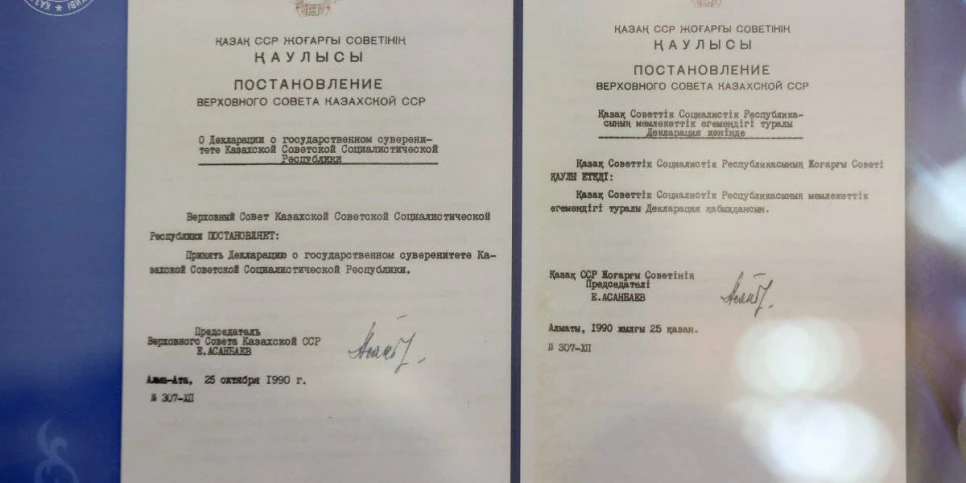 ҚАЗАҚ ССР ЖОҒАРҒЫ СОВЕТІНІҢ
ҚАУЛЫСЫ
ПОСТАНОВЛЕНИЕ
ВЕРХОВНОГО СОВЕТА КАЗАХСКОЙ ССР
О Декларации о государственном суверени-
тете Казахской Советской Социалистической
Республики
Верховный Совет Казахской Советской Социалистической
Республики ПОСТАНОВЛЯЕТ:
Принять Декларацию о государственном суверенитете Ка-
захской Советской Социалистической Республики.
Председатель
Верховного Совета Казахской ССР
Е.АСАНБАЕВ
Алма-Ата, 25 октября 1990 г.
№ 307-XII
ҚАЗАҚ ССР ЖОҒАРҒЫ СОВЕТІНІҢ
ҚАУЛЫСЫ
ПОСТАНОВЛЕНИЕ
ВЕРХОВНОГО СОВЕТА КАЗАХСКОЙ ССР
Қазақ Советтік Социалистік Республика-
сының мемлекеттік егемендігі туралы
Декларация жөнінде
Қазақ Советтік Социалистік Республикасының Жоғарғы Советі
ҚАУЛЫ ЕТЕДІ:
Қазақ Советтік Социалистік Республикасының мемлекеттік
егемендігі туралы Декларация қабылдансын.
Қазақ ССР Жоғарғы Советінің
Председателі
Е.АСАНБАЕВ
Алматы, 1990 жылғы 25 қазан.
№ 307-XII